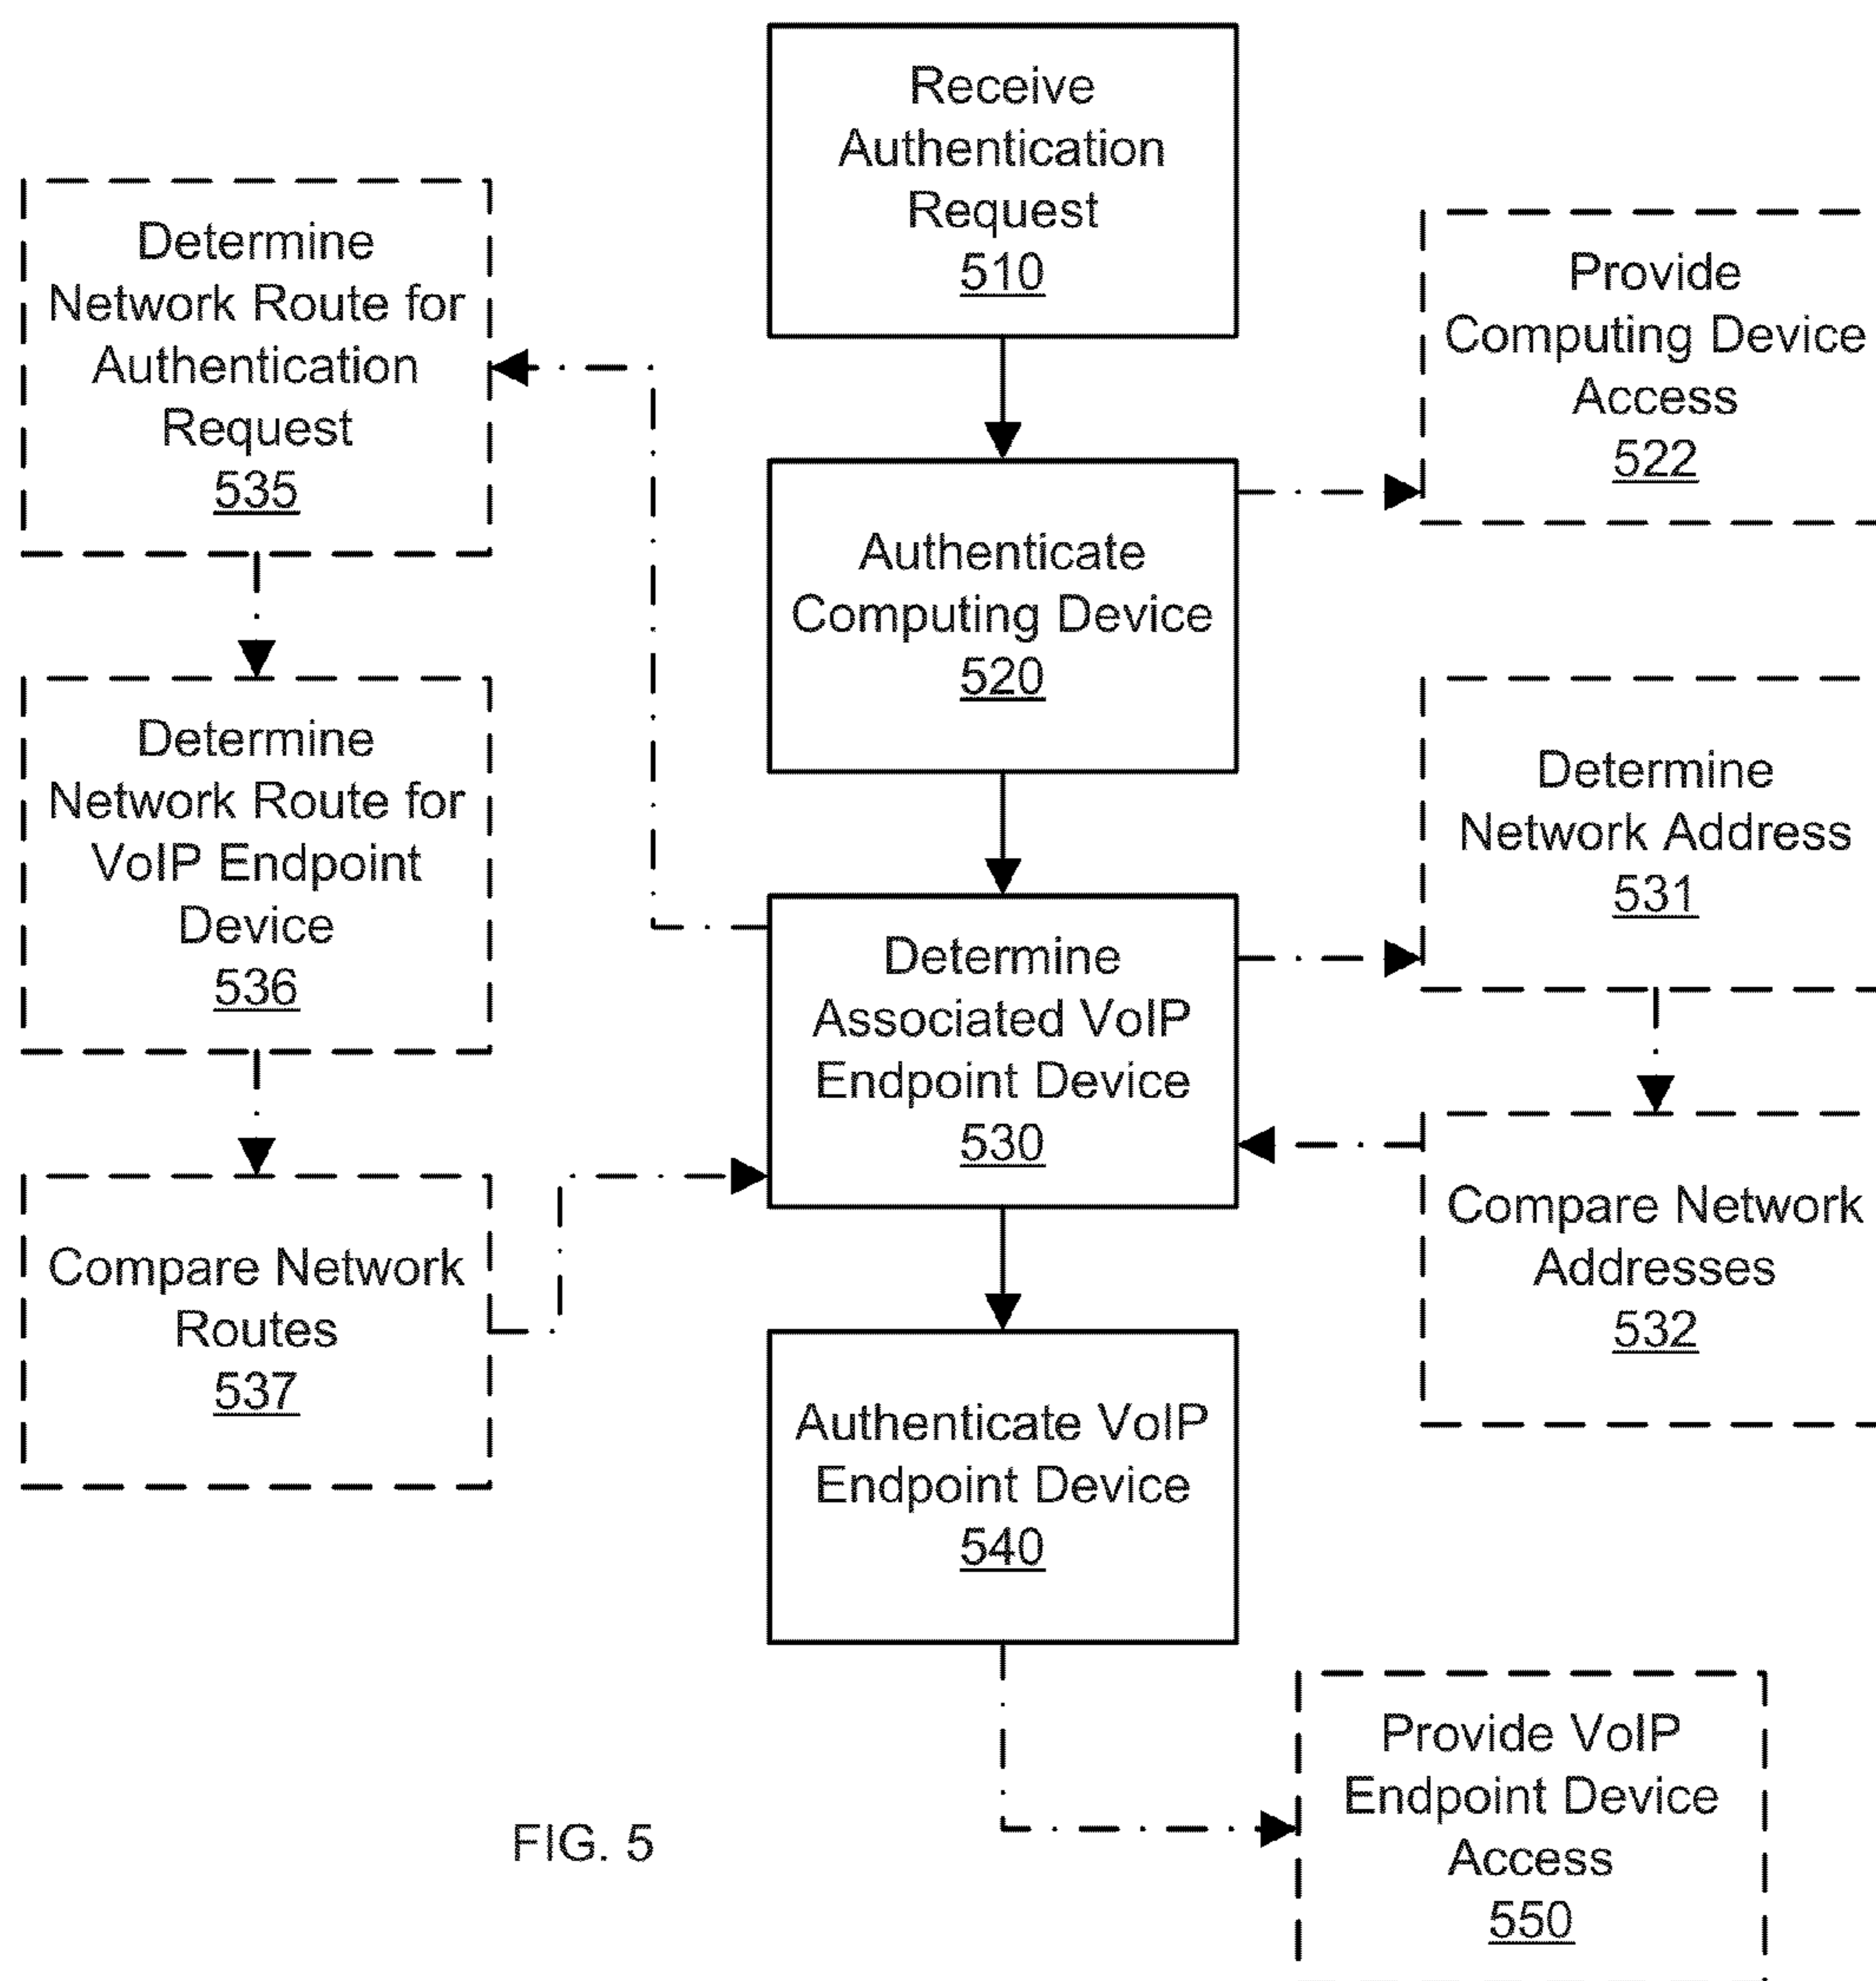 Receive
Authentication
Request
510
Determine
Network Route for
Authentication
Request
535
Provide
Computing Device
Access
522
Authenticate
Computing Device
520
Determine
Network Route for
VoIP Endpoint
Device
536
Determine
Network Address
531
Determine
Associated VoIP
Endpoint Device
530
Compare Network
Routes
537
Compare Network
Addresses
532
Authenticate VoIP
Endpoint Device
540
Provide VoIP
Endpoint Device
Access
550
FIG. 5